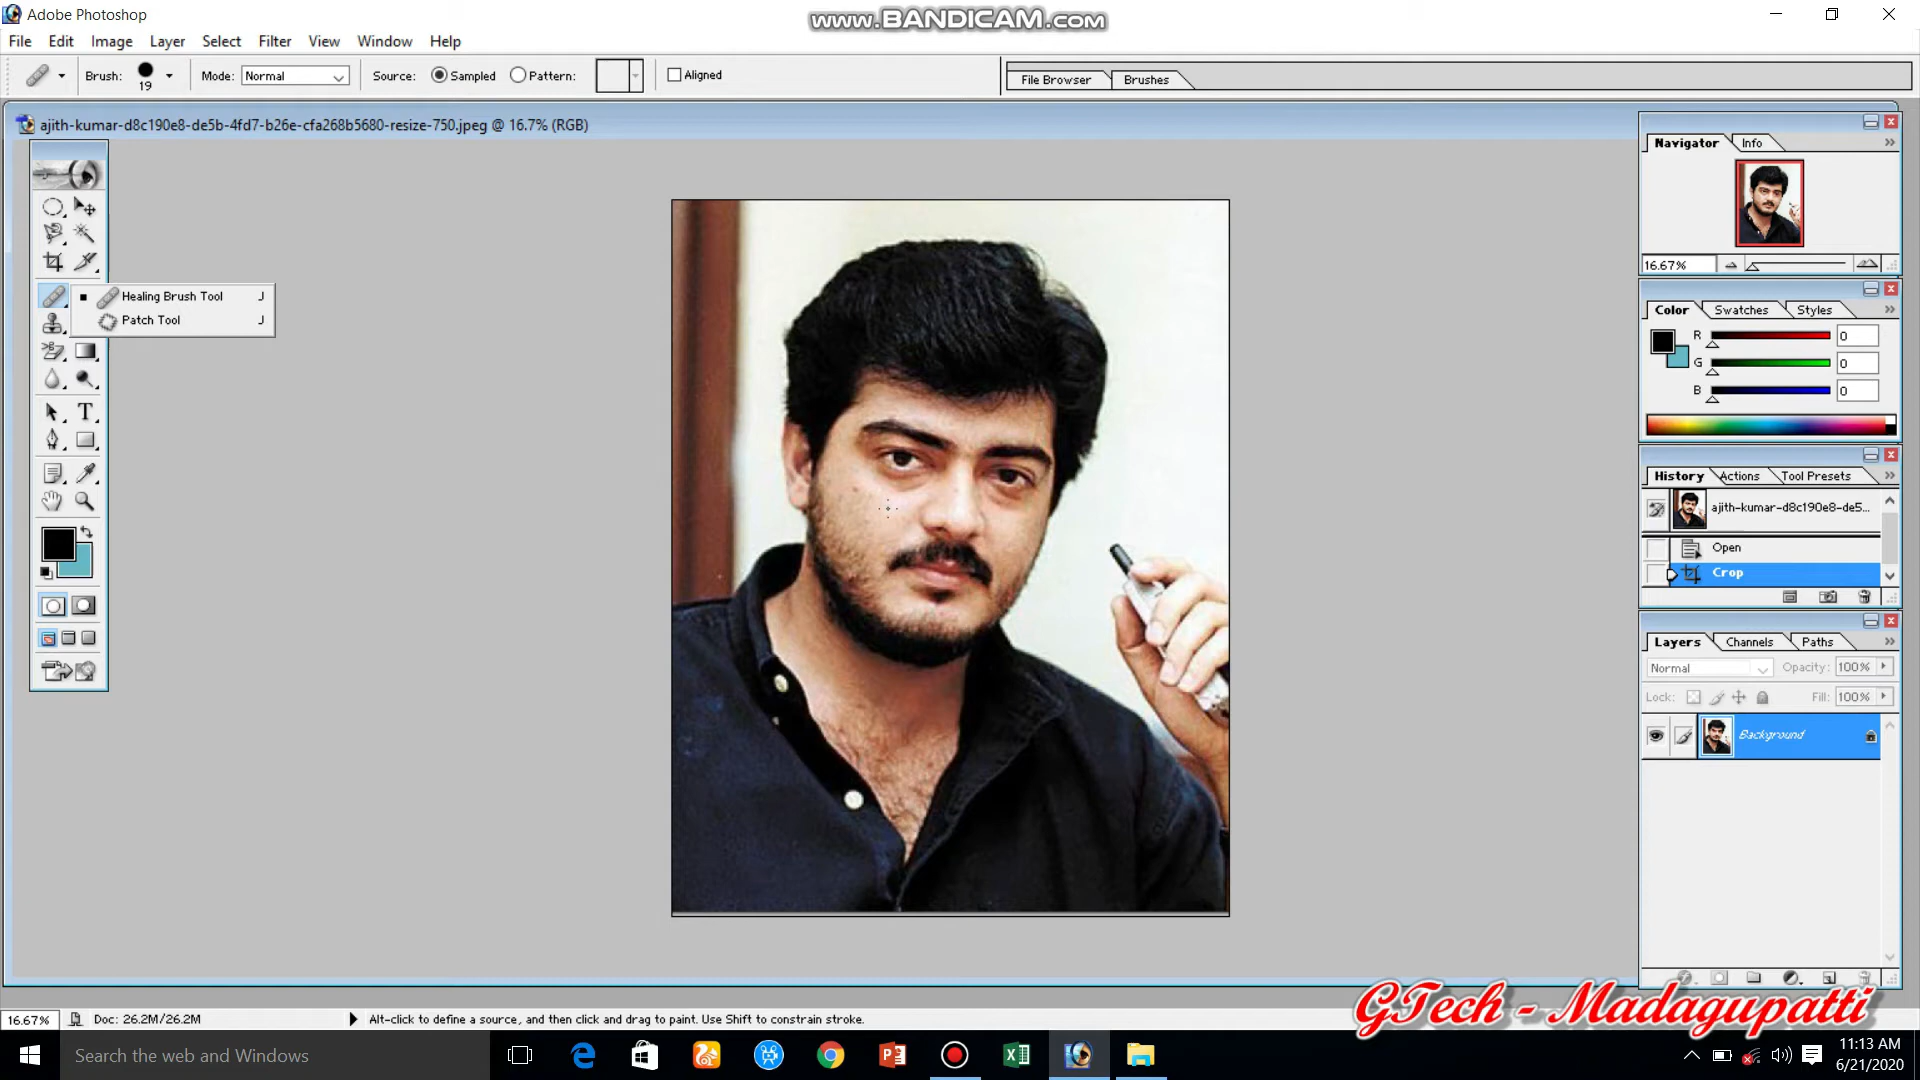 Adobe Photoshop
www.BANDICAM.com
File Edit Image Layer Select Filter View Window Help
Brush: 19 Mode: Normal Source: Sampled Pattern: Aligned
File Browser Brushes
ajith-kumar-d8c190e8-de5b-4fd7-b26e-cfa268b5680-resize-750.jpeg @ 16.7% (RGB)
Healing Brush Tool J
Patch Tool J
T
Navigator Info
16.67%
Color Swatches Styles
R 0
G 0
B 0
History Actions Tool Presets
ajith-kumar-d8c190e8-de5...
Open
Crop
Layers Channels Paths
Normal Opacity: 100%
Lock: Fill: 100%
Background
GTech - Madagupatti
16.67% Doc: 26.2M/26.2M Alt-click to define a source, and then click and drag to paint. Use Shift to constrain stroke.
Search the web and Windows
11:13 AM
6/21/2020